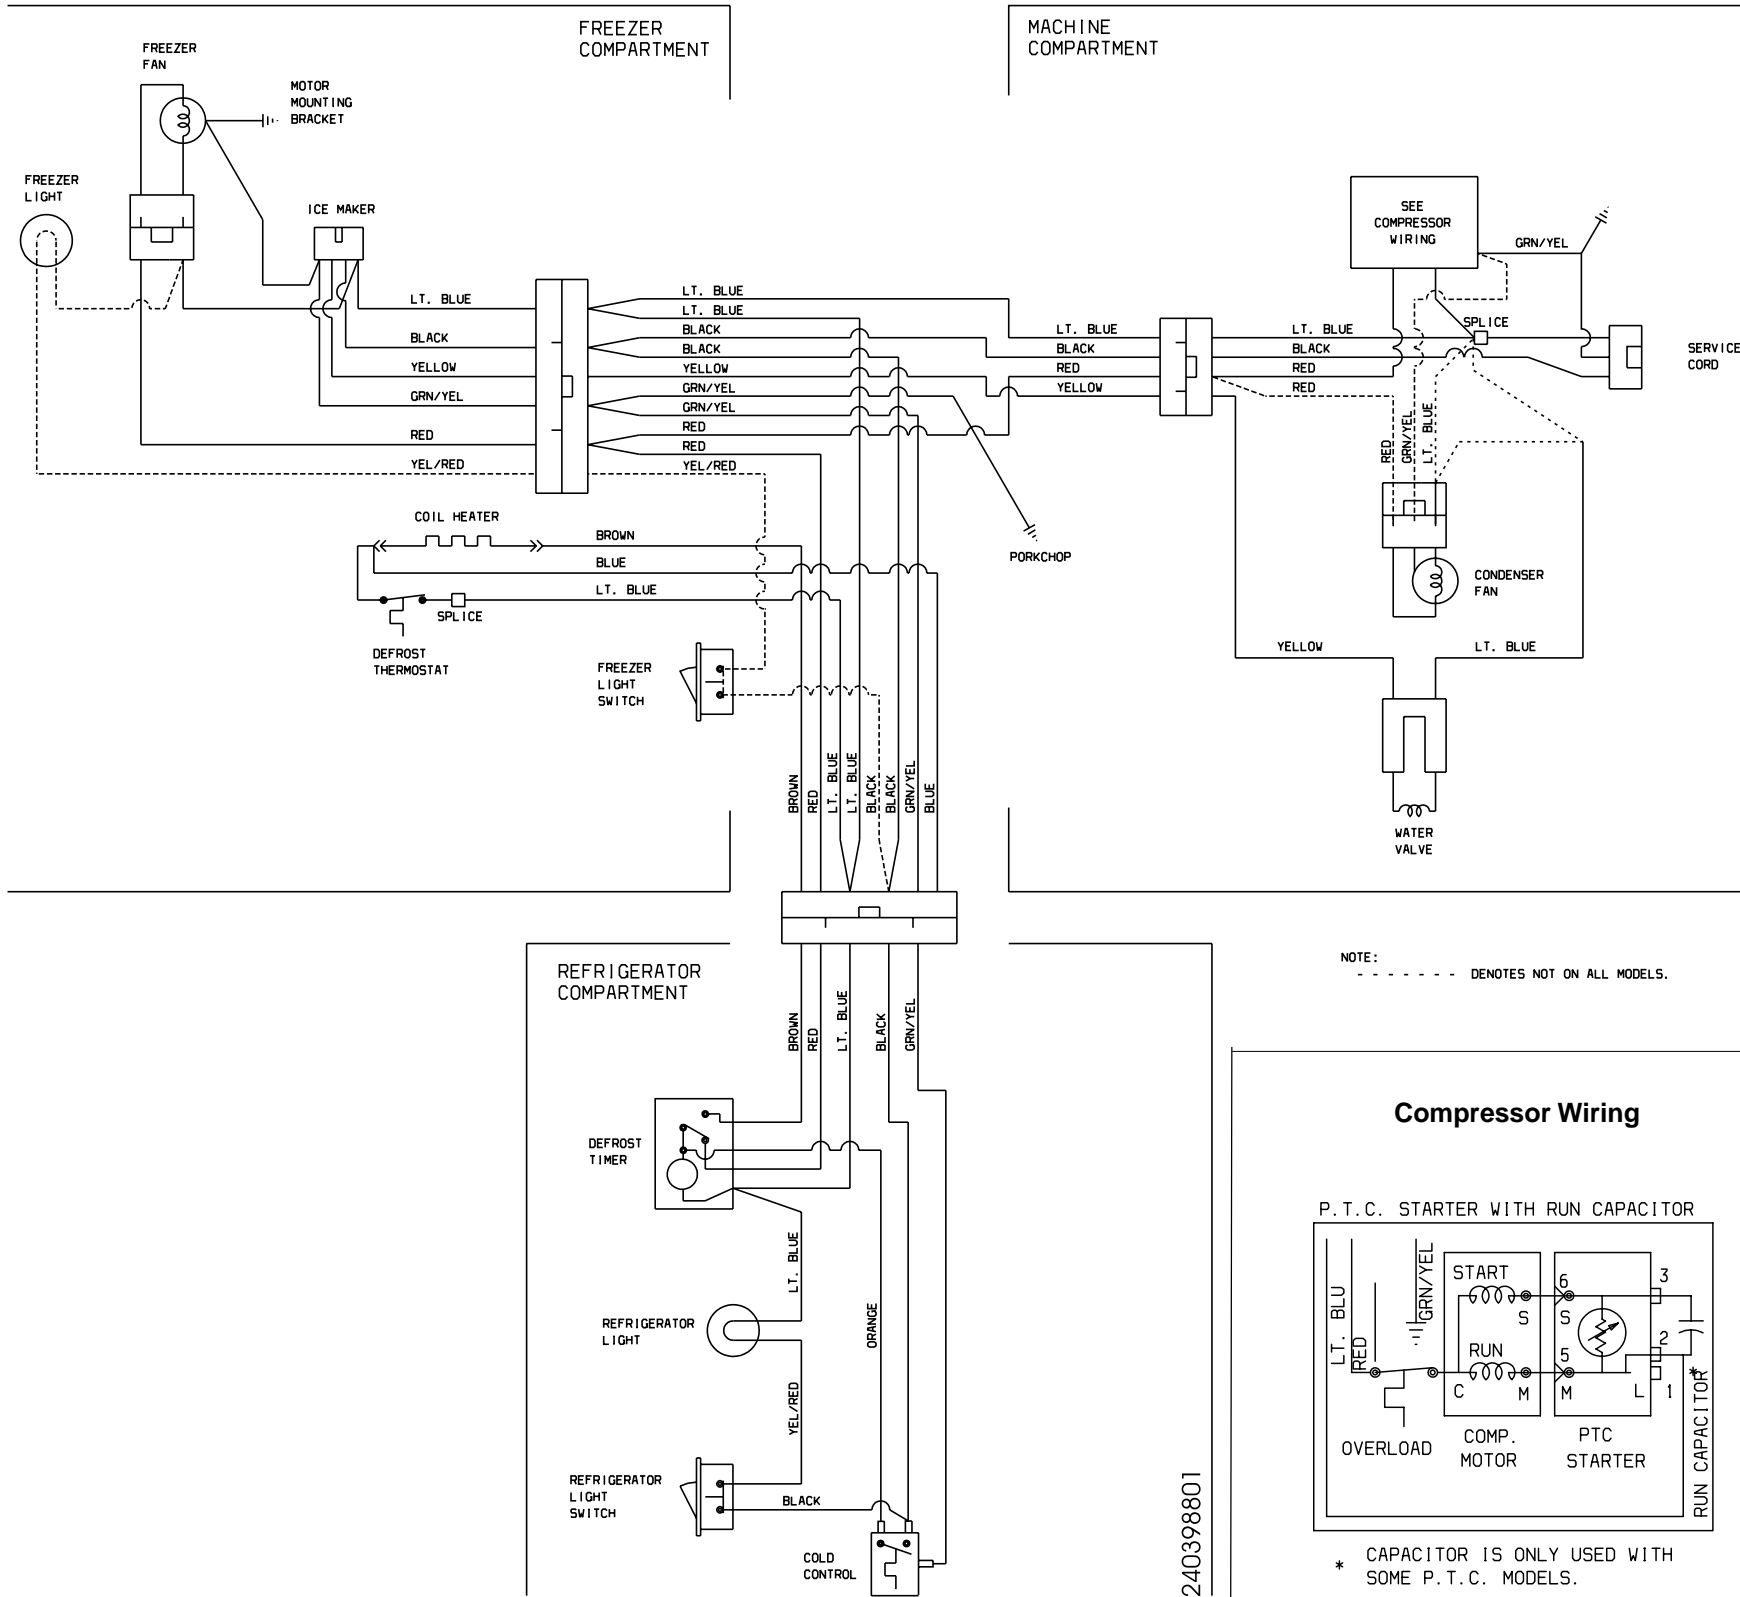 FREEZER
COMPARTMENT
MACHINE
COMPARTMENT
FREEZER
FAN
MOTOR
MOUNTING
BRACKET
FREEZER
LIGHT
ICE MAKER
LT. BLUE
BLACK
YELLOW
GRN/YEL
RED
YEL/RED
LT. BLUE
LT. BLUE
BLACK
BLACK
YELLOW
GRN/YEL
GRN/YEL
RED
RED
YEL/RED
LT. BLUE
BLACK
RED
YELLOW
SEE
COMPRESSOR
WIRING
GRN/YEL
SPLICE
LT. BLUE
BLACK
RED
RED
SERVICE
CORD
RED
GRN/YEL
LT. BLUE
CONDENSER
FAN
YELLOW
LT. BLUE
WATER
VALVE
PORKCHOP
COIL HEATER
BROWN
BLUE
LT. BLUE
SPLICE
DEFROST
THERMOSTAT
FREEZER
LIGHT
SWITCH
BROWN
RED
LT. BLUE
LT. BLUE
BLACK
BLACK
GRN/YEL
BLUE
REFRIGERATOR
COMPARTMENT
BROWN
RED
LT. BLUE
BLACK
GRN/YEL
DEFROST
TIMER
LT. BLUE
REFRIGERATOR
LIGHT
ORANGE
YEL/RED
REFRIGERATOR
LIGHT
SWITCH
BLACK
COLD
CONTROL
240398801
NOTE:
- - - - - - - DENOTES NOT ON ALL MODELS.
Compressor Wiring
P.T.C. STARTER WITH RUN CAPACITOR
LT. BLU
RED
GRN/YEL
START
S
6
S
3
RUN
C
M
5
M
L
2
1
*
RUN CAPACITOR
OVERLOAD
COMP.
MOTOR
PTC
STARTER
* CAPACITOR IS ONLY USED WITH
SOME P.T.C. MODELS.